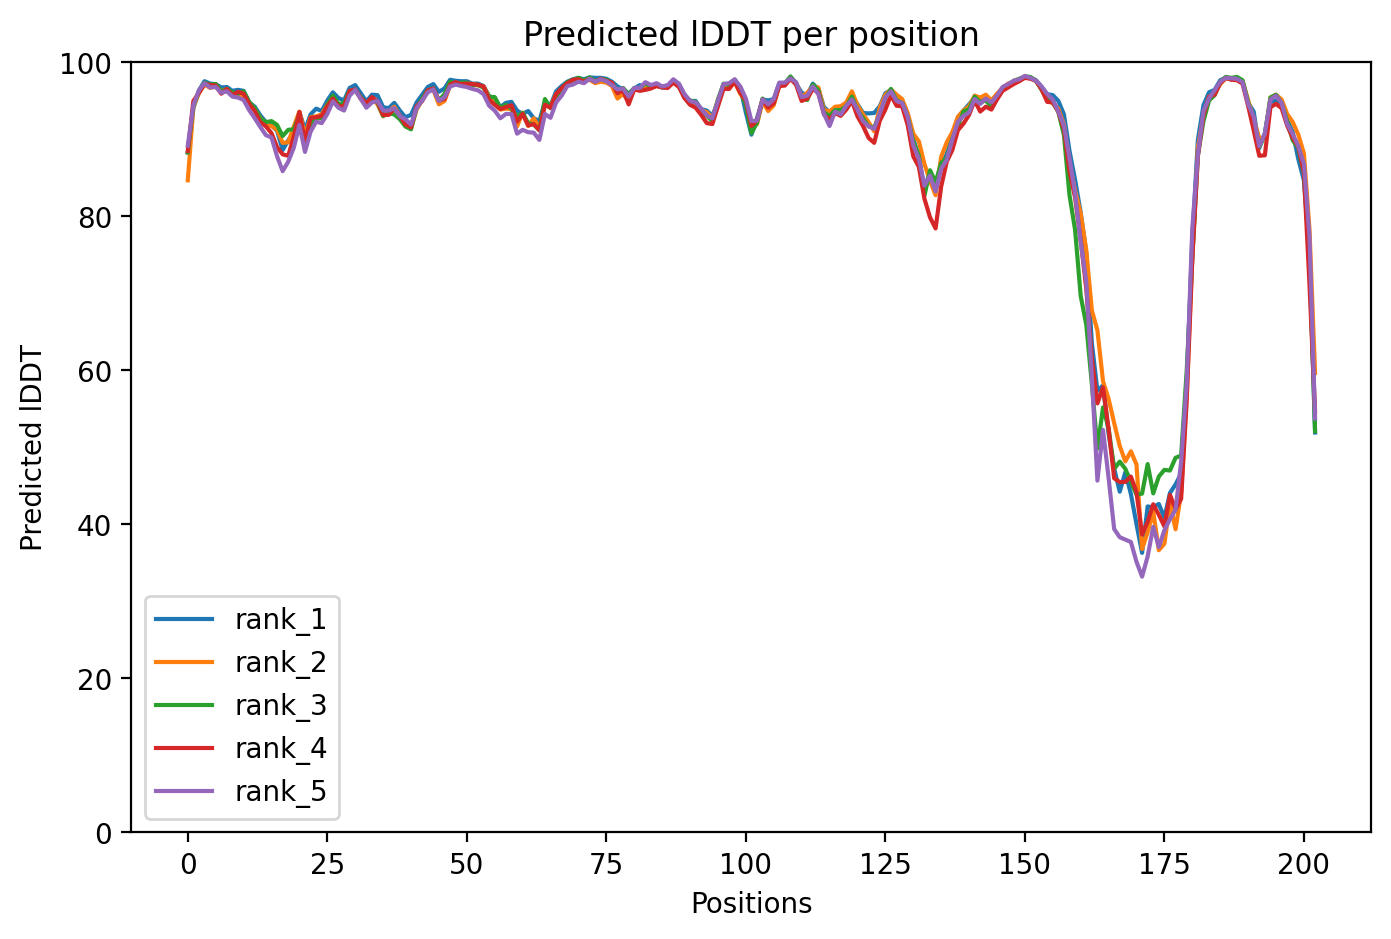 Predicted lDDT per position
100
80
60
40
20
0
Predicted lDDT
rank_1
rank_2
rank_3
rank_4
rank_5
0 25 50 75 100 125 150 175 200
Positions